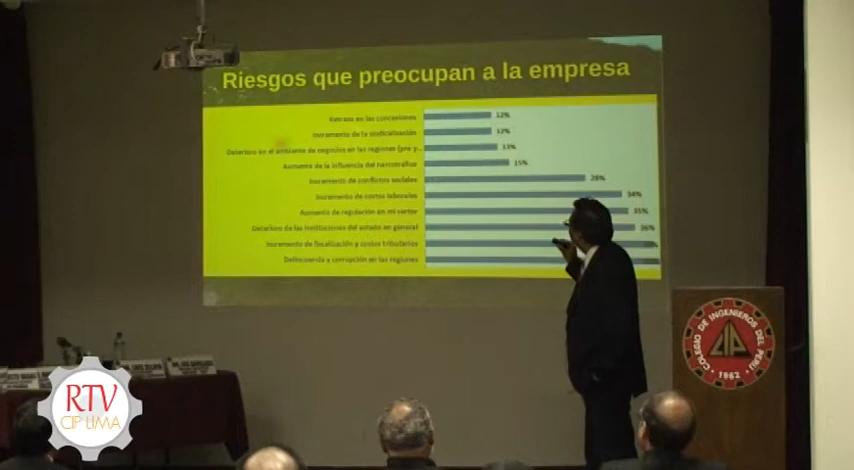 Riesgos que preocupan a la empresa
Retraso en las concesiones 12%
Incremento de la sindicalización 12%
Deterioro en el ambiente de negocios en las regiones (pre y... 13%
Aumento de la influencia del narcotráfico 15%
Incremento de conflictos sociales 28%
Incremento de costos laborales 34%
Aumento de regulación en mi sector 35%
Deterioro de las instituciones del estado en general 36%
Incremento de fiscalización y costos tributarios
Delincuencia y corrupción en las regiones
COLEGIO DE INGENIEROS DEL PERU
CIP
1962
RTV
CIP LIMA